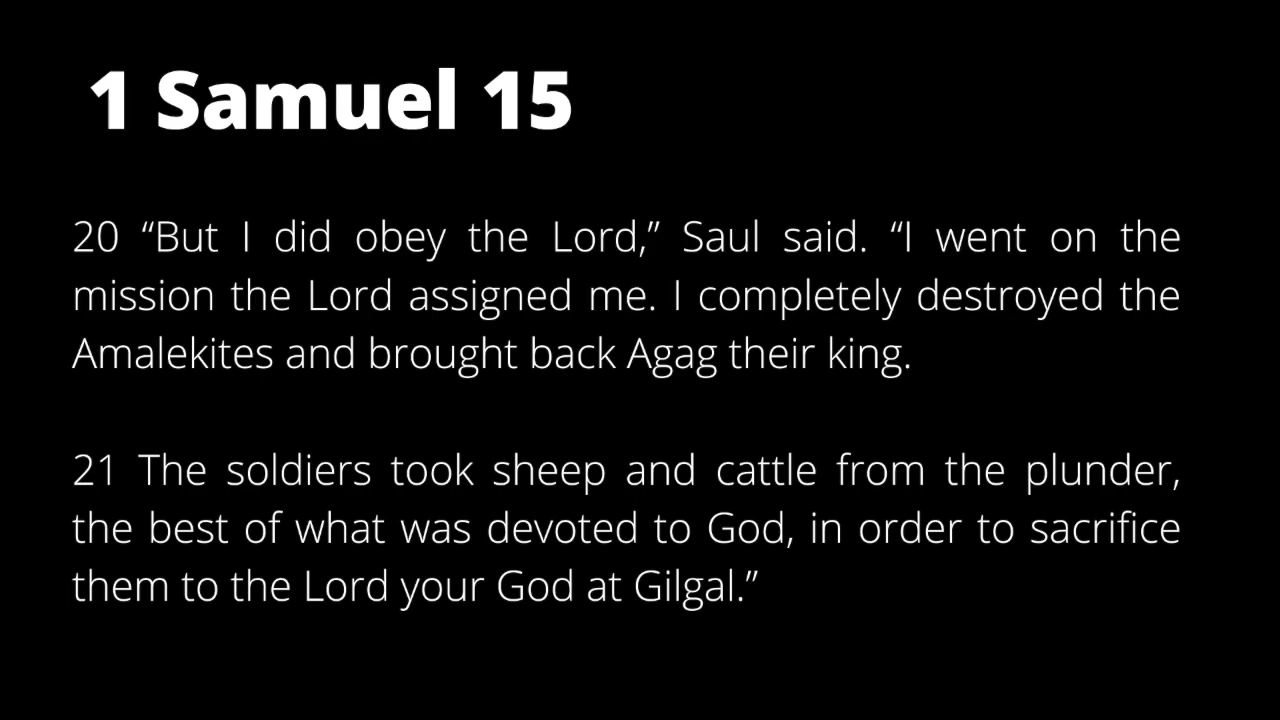 1 Samuel 15
20 “But I did obey the Lord,” Saul said. “I went on the
mission the Lord assigned me. I completely destroyed the
Amalekites and brought back Agag their king.
21 The soldiers took sheep and cattle from the plunder,
the best of what was devoted to God, in order to sacrifice
them to the Lord your God at Gilgal.”